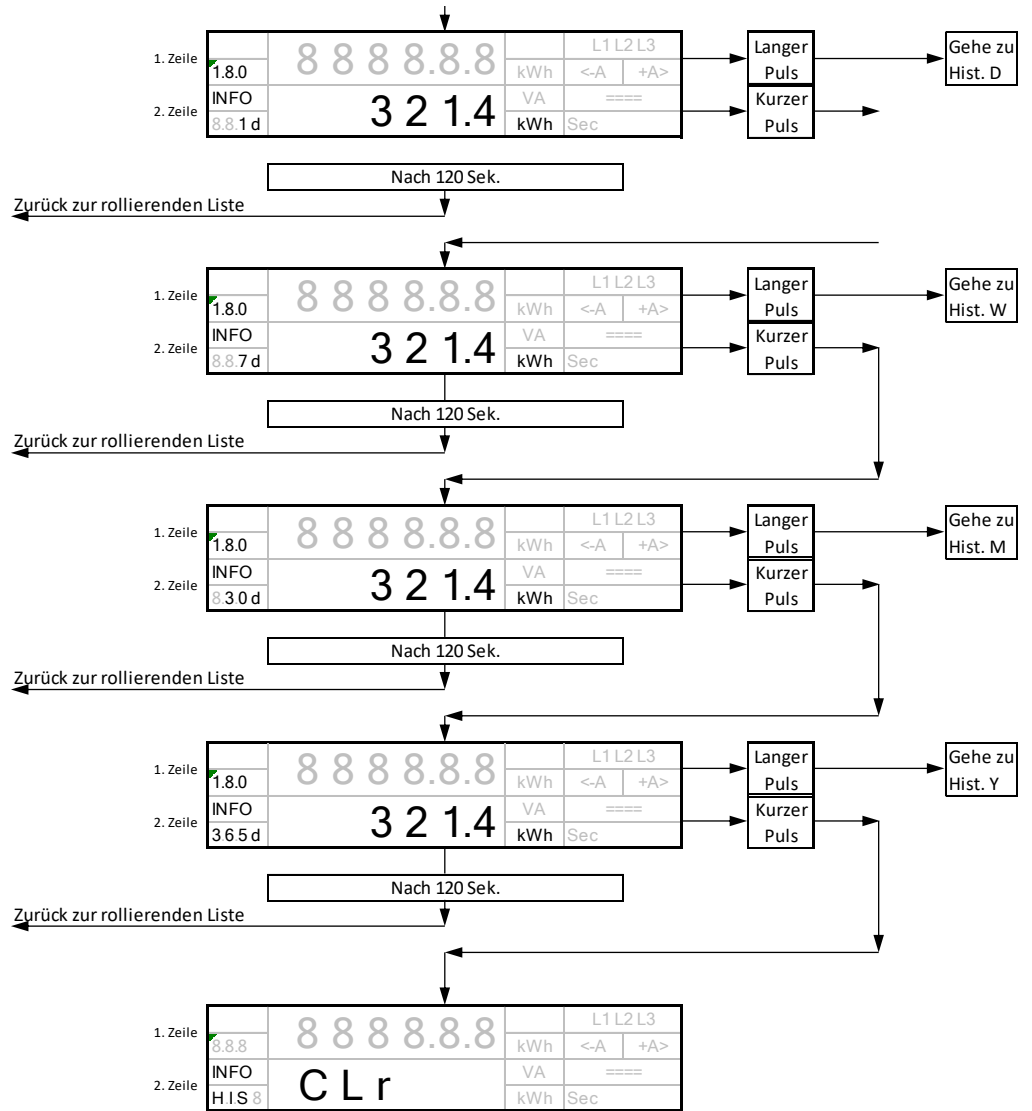 L1 L2 L3
1. Zeile 1.8.0 8 8 8 8.8.8 kWh <-A +A> Langer Puls Gehe zu Hist. D
INFO VA ====
2. Zeile 8.8.1 d 3 2 1.4 kWh Sec Kurzer Puls
Nach 120 Sek.
Zurück zur rollierenden Liste
L1 L2 L3
1. Zeile 1.8.0 8 8 8 8.8.8 kWh <-A +A> Langer Puls Gehe zu Hist. W
INFO VA ====
2. Zeile 8.8.7 d 3 2 1.4 kWh Sec Kurzer Puls
Nach 120 Sek.
Zurück zur rollierenden Liste
L1 L2 L3
1. Zeile 1.8.0 8 8 8 8.8.8 kWh <-A +A> Langer Puls Gehe zu Hist. M
INFO VA ====
2. Zeile 8.3.0 d 3 2 1.4 kWh Sec Kurzer Puls
Nach 120 Sek.
Zurück zur rollierenden Liste
L1 L2 L3
1. Zeile 1.8.0 8 8 8 8.8.8 kWh <-A +A> Langer Puls Gehe zu Hist. Y
INFO VA ====
2. Zeile 3.6.5 d 3 2 1.4 kWh Sec Kurzer Puls
Nach 120 Sek.
Zurück zur rollierenden Liste
L1 L2 L3
1. Zeile 8.8.8 8 8 8 8.8.8 kWh <-A +A>
INFO VA ====
2. Zeile H.I.S 8 C L r kWh Sec